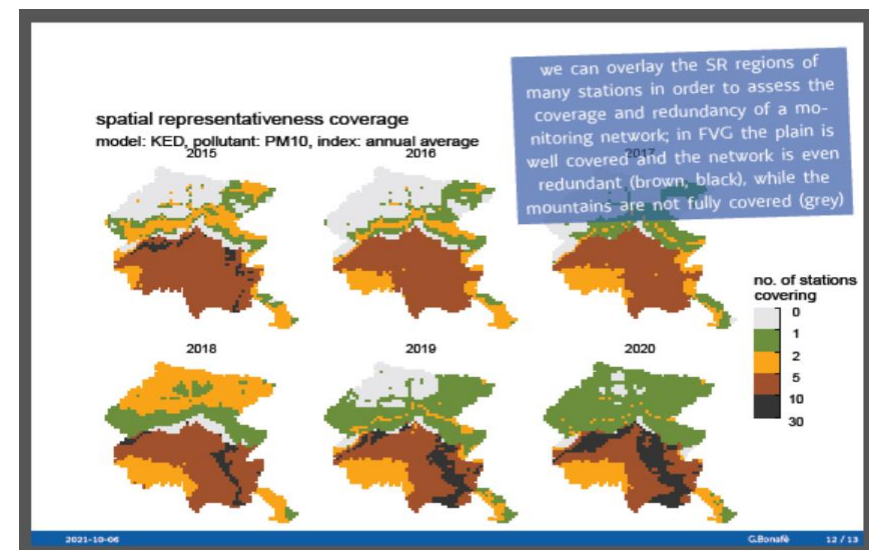 we can overlay the SR regions of
many stations in order to assess the
coverage and redundancy of a mo-
nitoring network; in FVG the plain is
well covered and the network is even
redundant (brown, black), while the
mountains are not fully covered (grey)
spatial representativeness coverage
model: KED, pollutant: PM10, index: annual average
2015
2016
2017
no. of stations
covering
0
1
2
5
10
30
2018
2019
2020
2021-10-06
G.Bonafè
12 / 13